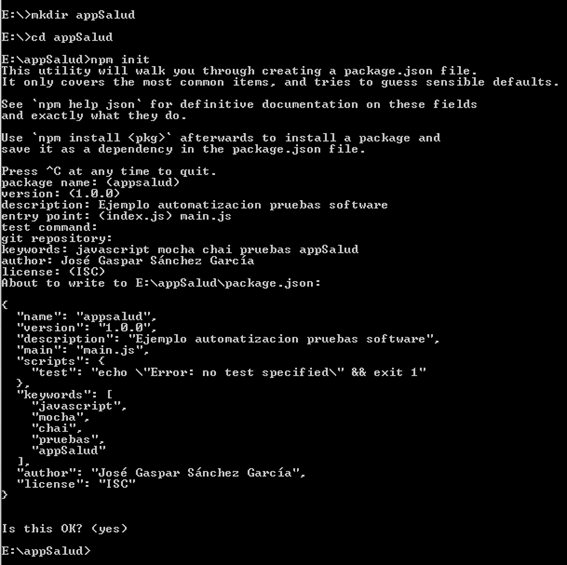 E:\>mkdir appSalud
E:\>cd appSalud
E:\appSalud>npm init
This utility will walk you through creating a package.json file.
It only covers the most common items, and tries to guess sensible defaults.
See `npm help json` for definitive documentation on these fields
and exactly what they do.
Use `npm install <pkg>` afterwards to install a package and
save it as a dependency in the package.json file.
Press ^C at any time to quit.
package name: (appsalud)
version: (1.0.0)
description: Ejemplo automatizacion pruebas software
entry point: (index.js) main.js
test command:
git repository:
keywords: javascript mocha chai pruebas appSalud
author: José Gaspar Sánchez García
license: (ISC)
About to write to E:\appSalud\package.json:
{
  "name": "appsalud",
  "version": "1.0.0",
  "description": "Ejemplo automatizacion pruebas software",
  "main": "main.js",
  "scripts": {
    "test": "echo \"Error: no test specified\" && exit 1"
  },
  "keywords": [
    "javascript",
    "mocha",
    "chai",
    "pruebas",
    "appSalud"
  ],
  "author": "José Gaspar Sánchez García",
  "license": "ISC"
}
Is this OK? (yes)
E:\appSalud>